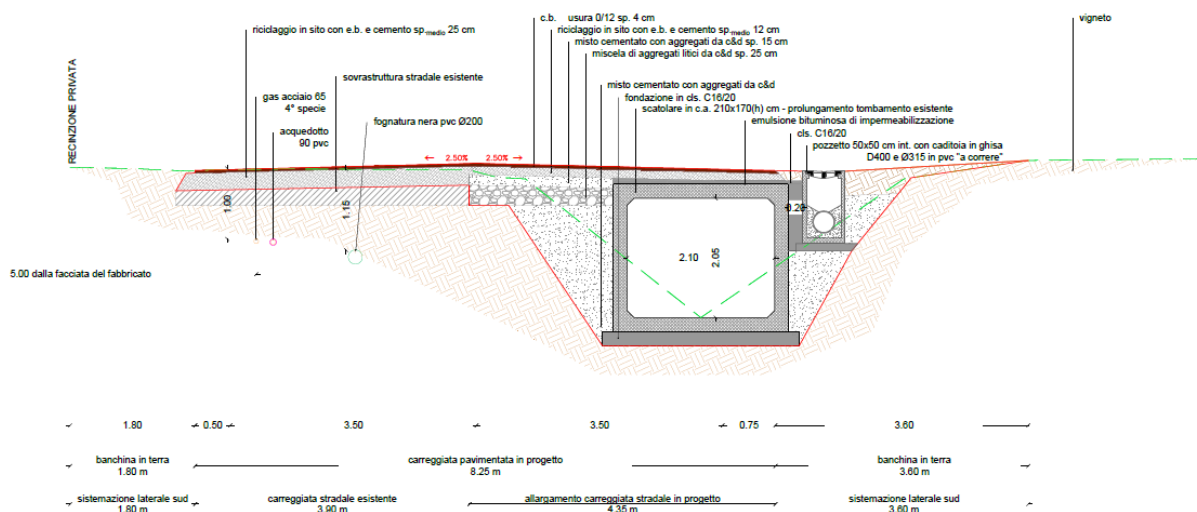 c.b. usura 0/12 sp. 4 cm
vigneto
riciclaggio in sito con e.b. e cemento sp.medio 25 cm
riciclaggio in sito con e.b. e cemento sp.medio 12 cm
misto cementato con aggregati da c&d sp. 15 cm
miscela di aggregati litici da c&d sp. 25 cm
RECINZIONE PRIVATA
sovrastruttura stradale esistente
misto cementato con aggregati da c&d
gas acciaio 65
4° specie
fondazione in cls. C16/20
scatolare in c.a. 210x170(h) cm - prolungamento tombamento esistente
acquedotto
90 pvc
fognatura nera pvc Ø200
emulsione bituminosa di impermeabilizzazione
cls. C16/20
pozzetto 50x50 cm int. con caditoia in ghisa
D400 e Ø315 in pvc "a correre"
2.50% 2.50%
1.00
1.15
0.20
2.10
2.05
5.00 dalla facciata del fabbricato
1.80 0.50 3.50 3.50 0.75 3.60
banchina in terra carreggiata pavimentata in progetto banchina in terra
1.80 m 8.25 m 3.60 m
sistemazione laterale sud carreggiata stradale esistente allargamento carreggiata stradale in progetto sistemazione laterale sud
1.80 m 3.90 m 4.35 m 3.60 m